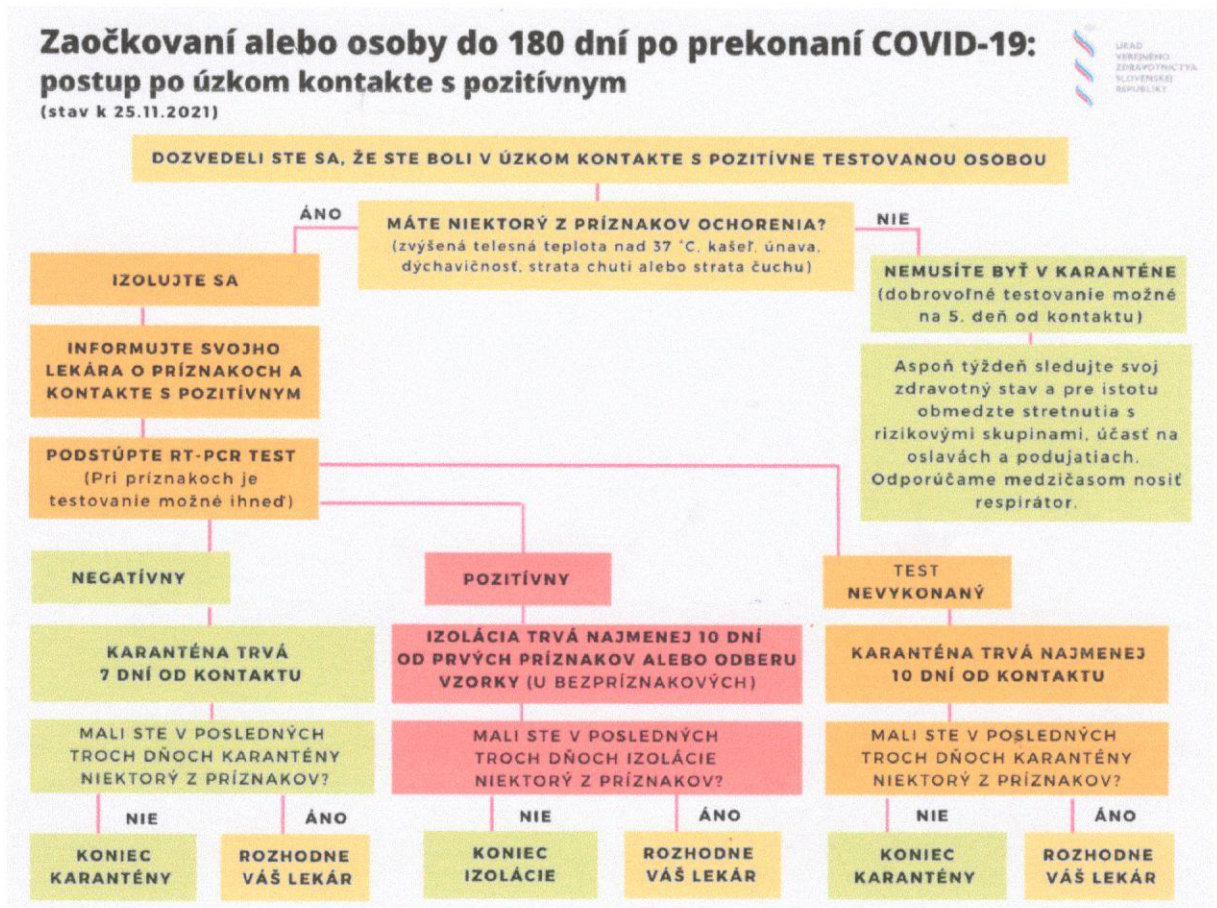 Zaočkovaní alebo osoby do 180 dní po prekonaní COVID-19:
postup po úzkom kontakte s pozitívnym
(stav k 25.11.2021)
ÚRAD
VEREJNÉHO
ZDRAVOTNÍCTVA
SLOVENSKEJ
REPUBLIKY
DOZVEDELI STE SA, ŽE STE BOLI V ÚZKOM KONTAKTE S POZITÍVNE TESTOVANOU OSOBOU
MÁTE NIEKTORÝ Z PRÍZNAKOV OCHORENIA?
(zvýšená telesná teplota nad 37 °C, kašeľ, únava,
dýchavičnosť, strata chuti alebo strata čuchu)
ÁNO
IZOLUJTE SA
INFORMUJTE SVOJHO
LEKÁRA O PRÍZNAKOCH A
KONTAKTE S POZITÍVNYM
PODSTÚPTE RT-PCR TEST
(Pri príznakoch je
testovanie možné ihneď)
NIE
NEMUSÍTE BYŤ V KARANTÉNE
(dobrovoľné testovanie možné
na 5. deň od kontaktu)
Aspoň týždeň sledujte svoj
zdravotný stav a pre istotu
obmedzte stretnutia s
rizikovými skupinami, účasť na
oslavách a podujatiach.
Odporúčame medzičasom nosiť
respirátor.
NEGATÍVNY
KARANTÉNA TRVÁ
7 DNÍ OD KONTAKTU
MALI STE V POSLEDNÝCH
TROCH DŇOCH KARANTÉNY
NIEKTORÝ Z PRÍZNAKOV?
NIE
KONIEC
KARANTÉNY
ÁNO
ROZHODNE
VÁŠ LEKÁR
POZITÍVNY
IZOLÁCIA TRVÁ NAJMENEJ 10 DNÍ
OD PRVÝCH PRÍZNAKOV ALEBO ODBERU
VZORKY (U BEZPRÍZNAKOVÝCH)
MALI STE V POSLEDNÝCH
TROCH DŇOCH IZOLÁCIE
NIEKTORÝ Z PRÍZNAKOV?
NIE
KONIEC
IZOLÁCIE
ÁNO
ROZHODNE
VÁŠ LEKÁR
TEST
NEVYKONANÝ
KARANTÉNA TRVÁ NAJMENEJ
10 DNÍ OD KONTAKTU
MALI STE V POSLEDNÝCH
TROCH DŇOCH KARANTÉNY
NIEKTORÝ Z PRÍZNAKOV?
NIE
KONIEC
KARANTÉNY
ÁNO
ROZHODNE
VÁŠ LEKÁR